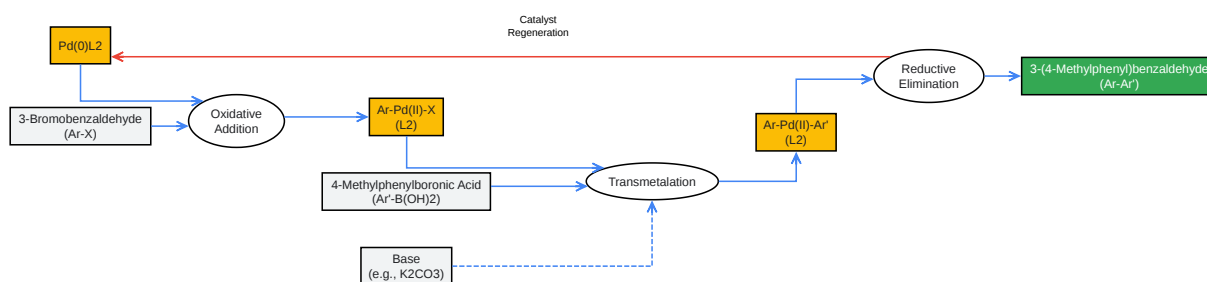 Catalyst
Regeneration
Pd(0)L2
Reductive
Elimination
3-(4-Methylphenyl)benzaldehyde
(Ar-Ar')
3-Bromobenzaldehyde
(Ar-X)
Oxidative
Addition
Ar-Pd(II)-X
(L2)
Ar-Pd(II)-Ar'
(L2)
4-Methylphenylboronic Acid
(Ar'-B(OH)2)
Transmetalation
Base
(e.g., K2CO3)